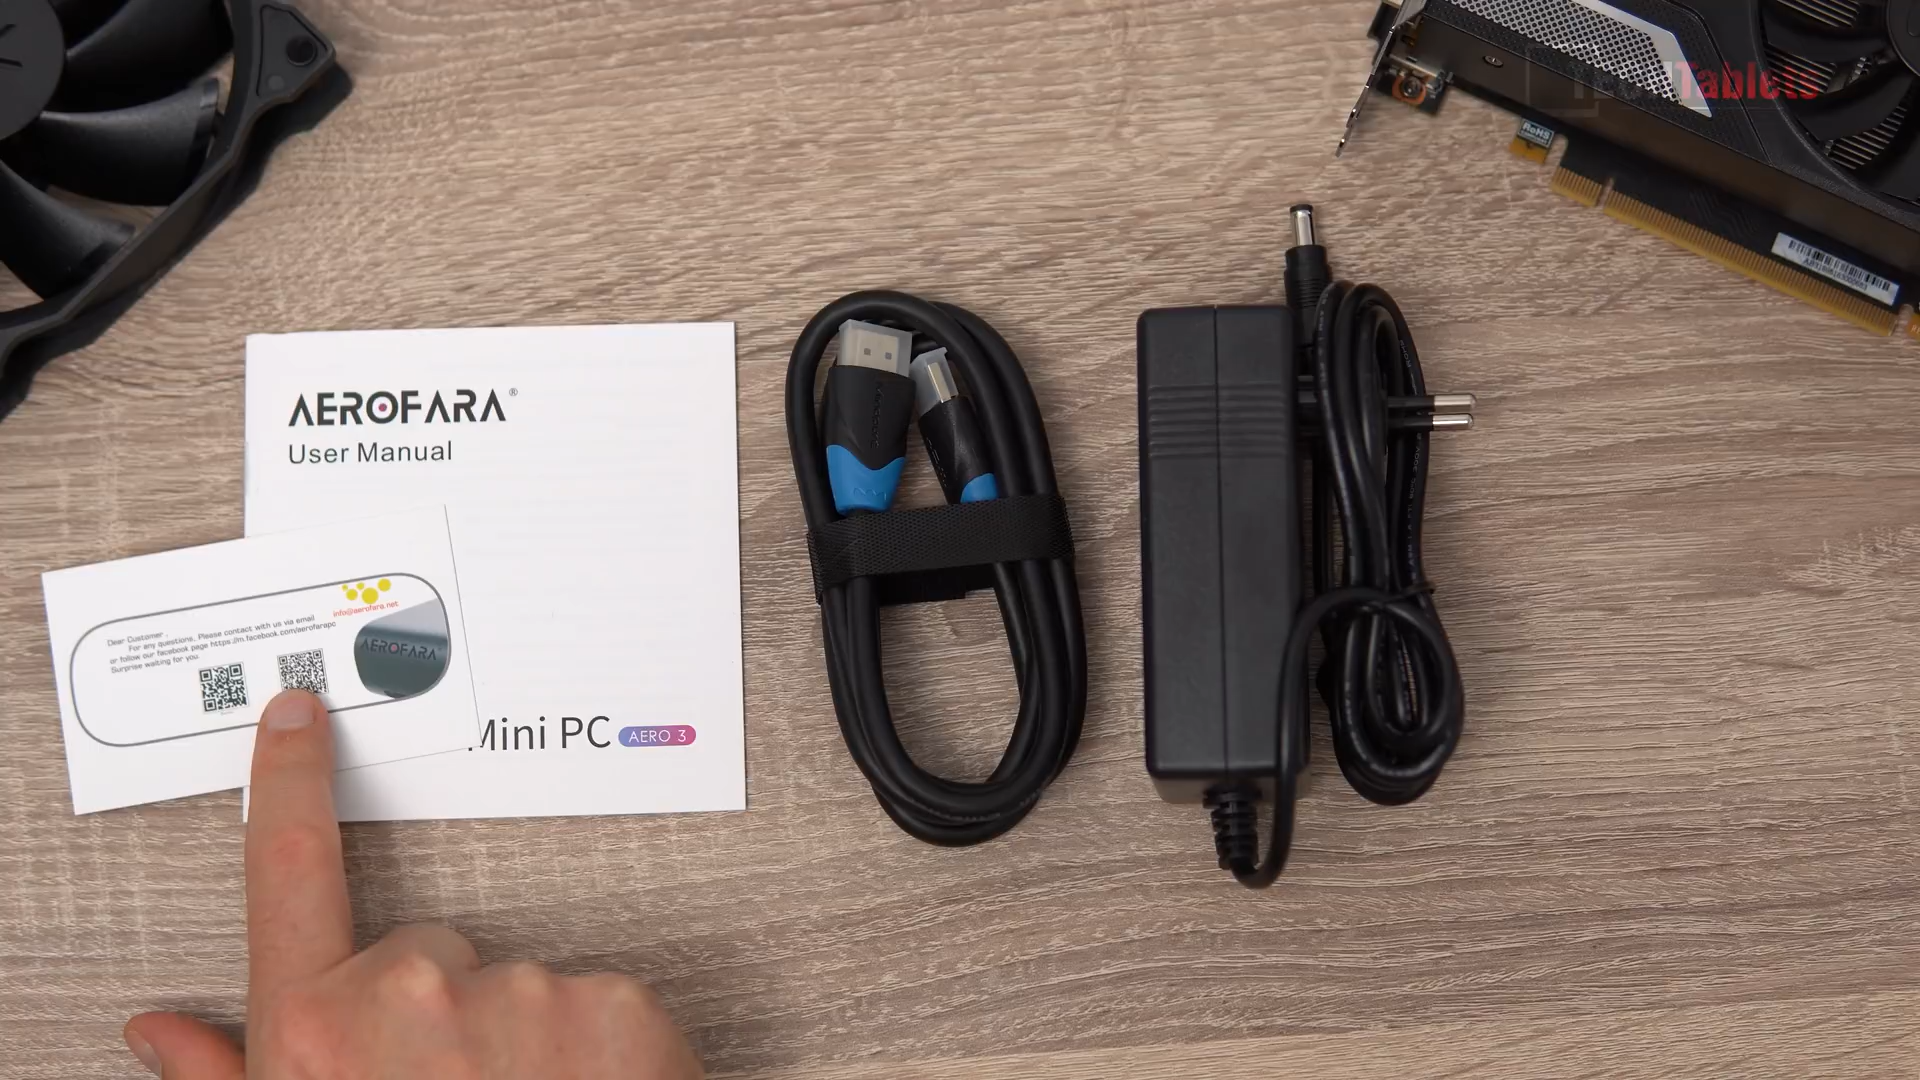 TechTablets
RoHS
AEROFARA®
User Manual
info@aerofara.net
Dear Customer ,
For any questions, Please contact with us via email
or follow our facebook page https://m.facebook.com/aerofarapc
Surprise waiting for you.
AEROFARA
Mini PC AERO 3